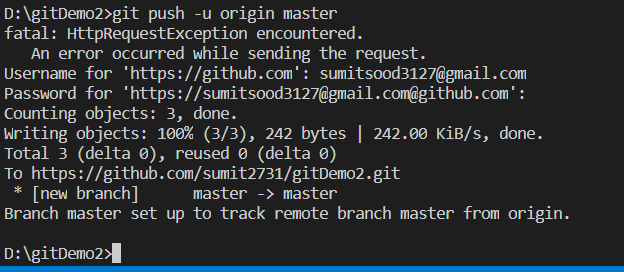 D:\gitDemo2>git push -u origin master
fatal: HttpRequestException encountered.
   An error occurred while sending the request.
Username for 'https://github.com': sumitsood3127@gmail.com
Password for 'https://sumitsood3127@gmail.com@github.com':
Counting objects: 3, done.
Writing objects: 100% (3/3), 242 bytes | 242.00 KiB/s, done.
Total 3 (delta 0), reused 0 (delta 0)
To https://github.com/sumit2731/gitDemo2.git
 * [new branch]      master -> master
Branch master set up to track remote branch master from origin.
D:\gitDemo2>